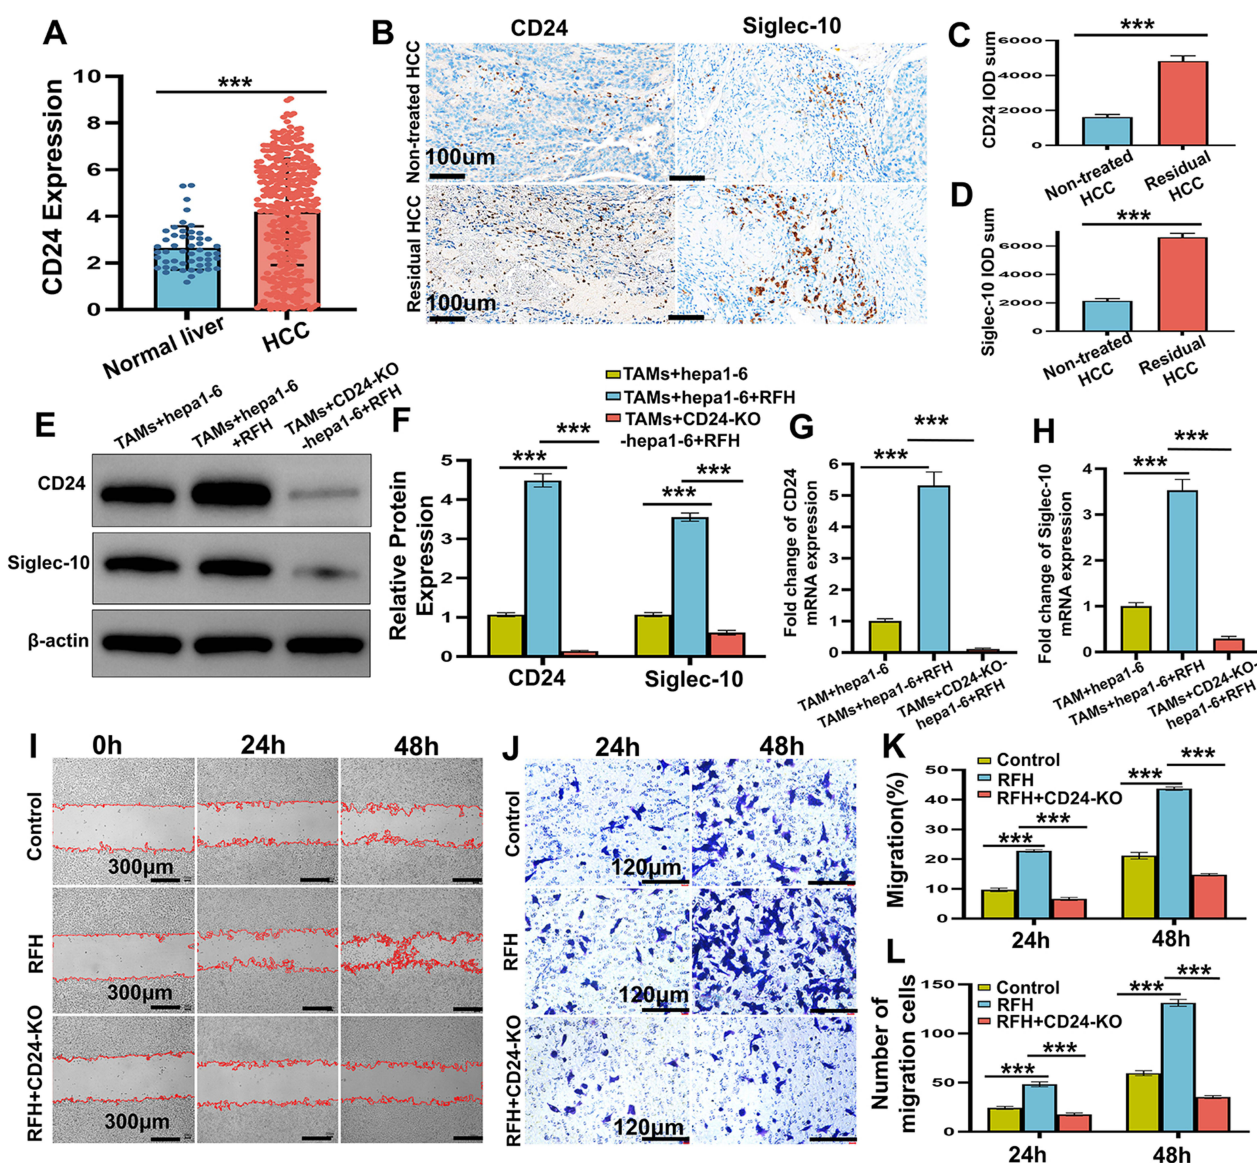 A
***
CD24 Expression
10
8
6
4
2
0
Normal liver
HCC
B
CD24
Siglec-10
Non-treated HCC
100um
Residual HCC
100um
C
***
CD24 IOD sum
6000
4000
2000
0
Non-treated
HCC
Residual
HCC
D
***
Siglec-10 IOD sum
6000
4000
2000
0
Non-treated
HCC
Residual
HCC
E
TAMs+hepa1-6
TAMs+hepa1-6
+RFH
TAMs+CD24-KO
-hepa1-6+RFH
CD24
Siglec-10
β-actin
TAMs+hepa1-6
TAMs+hepa1-6+RFH
TAMs+CD24-KO
-hepa1-6+RFH
F
***
***
***
***
Relative Protein
Expression
5
4
3
2
1
0
CD24
Siglec-10
G
***
***
Fold change of CD24
mRNA expression
6
5
4
3
2
1
0
TAM+hepa1-6
TAMs+hepa1-6+RFH
TAMs+CD24-KO-
hepa1-6+RFH
H
***
***
Fold change of Siglec-10
mRNA expression
4
3
2
1
0
TAM+hepa1-6
TAMs+hepa1-6+RFH
TAMs+CD24-KO-
hepa1-6+RFH
I
0h
24h
48h
Control
300μm
RFH
300μm
RFH+CD24-KO
300μm
J
24h
48h
Control
120μm
RFH
120μm
RFH+CD24-KO
120μm
K
Control
RFH
RFH+CD24-KO
***
***
***
***
Migration(%)
50
40
30
20
10
0
24h
48h
L
Control
RFH
RFH+CD24-KO
***
***
***
***
Number of
migration cells
150
100
50
0
24h
48h